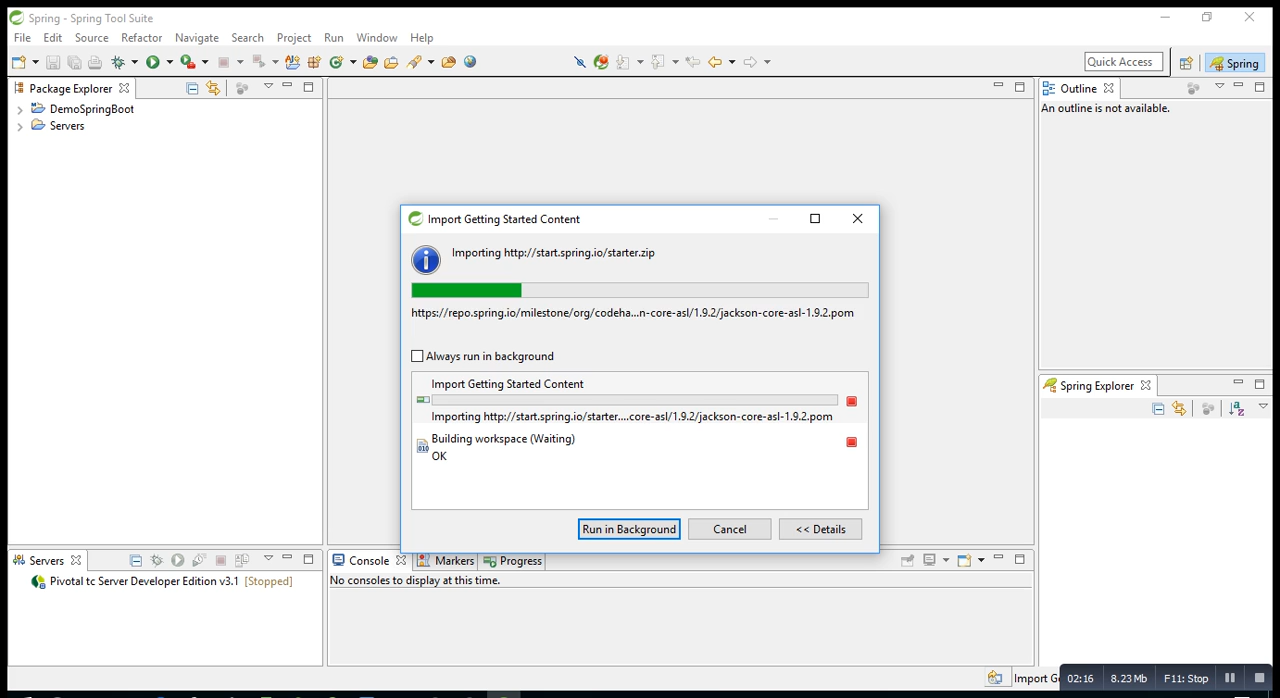 Spring - Spring Tool Suite
File Edit Source Refactor Navigate Search Project Run Window Help
Quick Access
Spring
Package Explorer
DemoSpringBoot
Servers
Outline
An outline is not available.
Import Getting Started Content
Importing http://start.spring.io/starter.zip
https://repo.spring.io/milestone/org/codeha...n-core-asl/1.9.2/jackson-core-asl-1.9.2.pom
Always run in background
Import Getting Started Content
Importing http://start.spring.io/starter....core-asl/1.9.2/jackson-core-asl-1.9.2.pom
010
Building workspace (Waiting)
OK
Run in Background Cancel << Details
Spring Explorer
Servers
Pivotal tc Server Developer Edition v3.1 [Stopped]
Console Markers Progress
No consoles to display at this time.
Import Ge
02:16 8.23 Mb F11: Stop